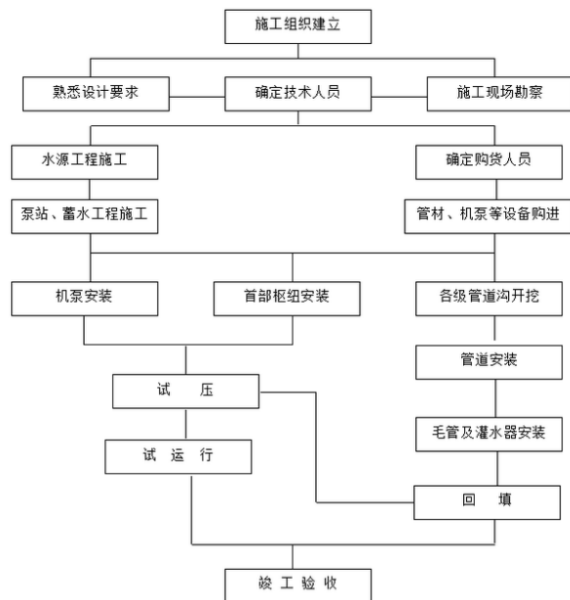 施工组织建立
熟悉设计要求
确定技术人员
施工现场勘察
水源工程施工
确定购货人员
泵站、蓄水工程施工
管材、机泵等设备购进
机泵安装
首部枢纽安装
各级管道沟开挖
管道安装
试 压
毛管及灌水器安装
试 运 行
回 填
竣 工 验 收